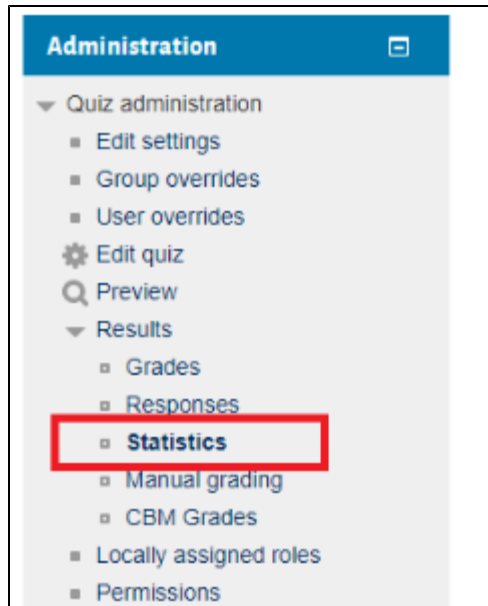 Administration
Quiz administration
Edit settings
Group overrides
User overrides
Edit quiz
Preview
Results
Grades
Responses
Statistics
Manual grading
CBM Grades
Locally assigned roles
Permissions